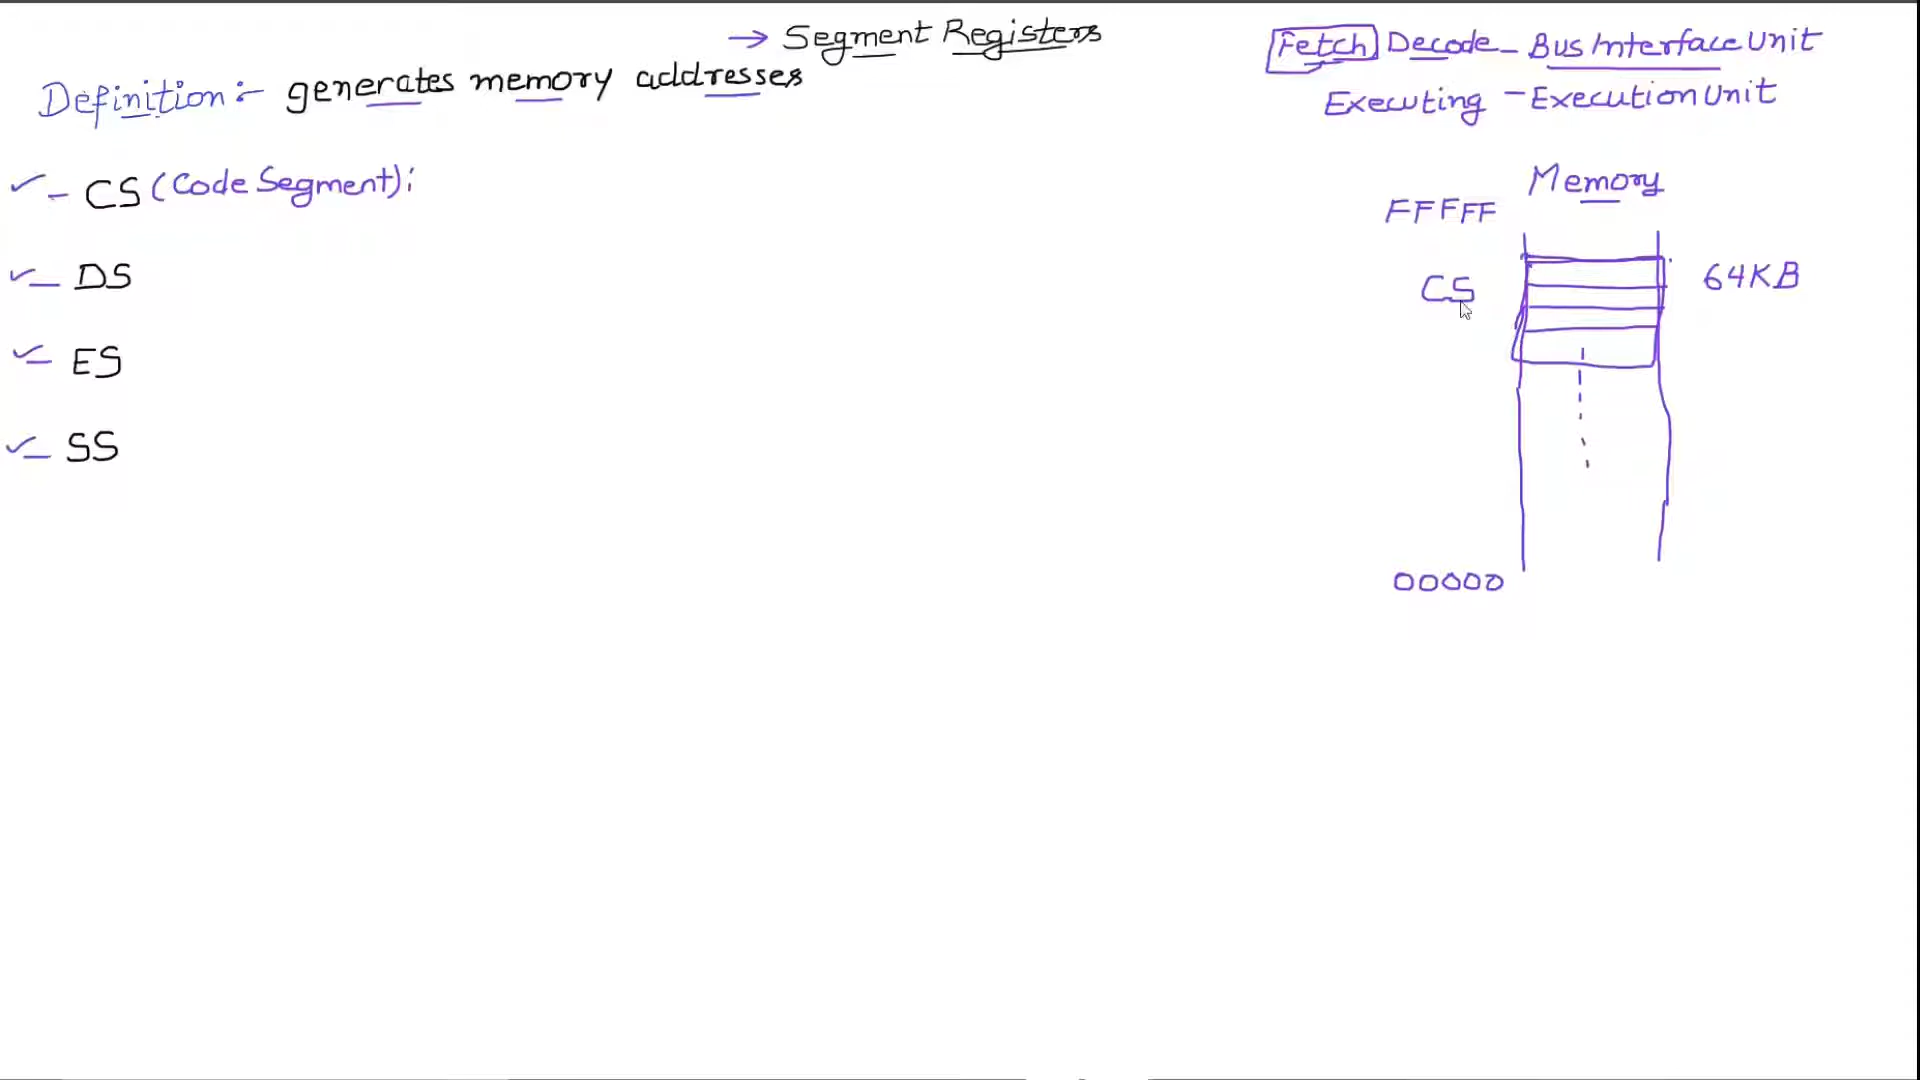 → Segment Registers
Definition :- generates memory addresses
Fetch Decode - Bus Interface Unit
Executing - Execution Unit
✓ - CS (Code Segment):
✓ - DS
✓ - ES
✓ - SS
Memory
FFFFF
CS
64KB
00000